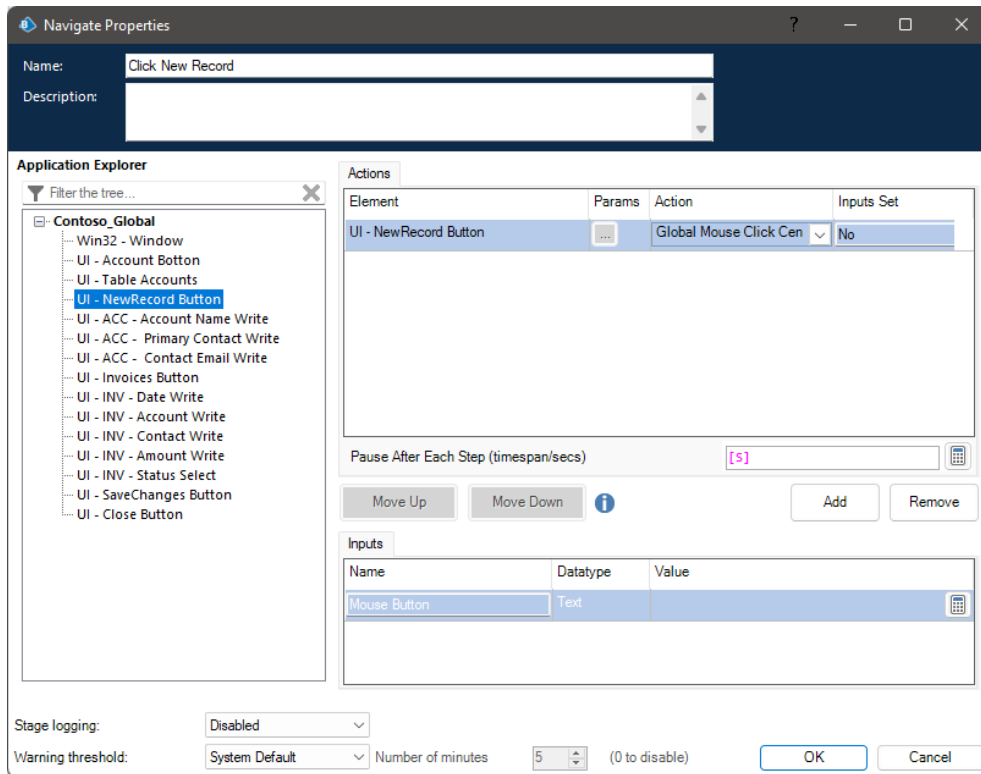 Navigate Properties
?
Name: Click New Record
Description:
Application Explorer
Filter the tree...
Contoso_Global
Win32 - Window
UI - Account Botton
UI - Table Accounts
UI - NewRecord Button
UI - ACC - Account Name Write
UI - ACC -  Primary Contact Write
UI - ACC -  Contact Email Write
UI - Invoices Button
UI - INV - Date Write
UI - INV - Account Write
UI - INV - Contact Write
UI - INV - Amount Write
UI - INV - Status Select
UI - SaveChanges Button
UI - Close Button
Actions
Element Params Action Inputs Set
UI - NewRecord Button ... Global Mouse Click Cen No
Pause After Each Step (timespan/secs) [S]
Move Up Move Down i Add Remove
Inputs
Name Datatype Value
Mouse Button Text
Stage logging: Disabled
Warning threshold: System Default Number of minutes 5 (0 to disable) OK Cancel